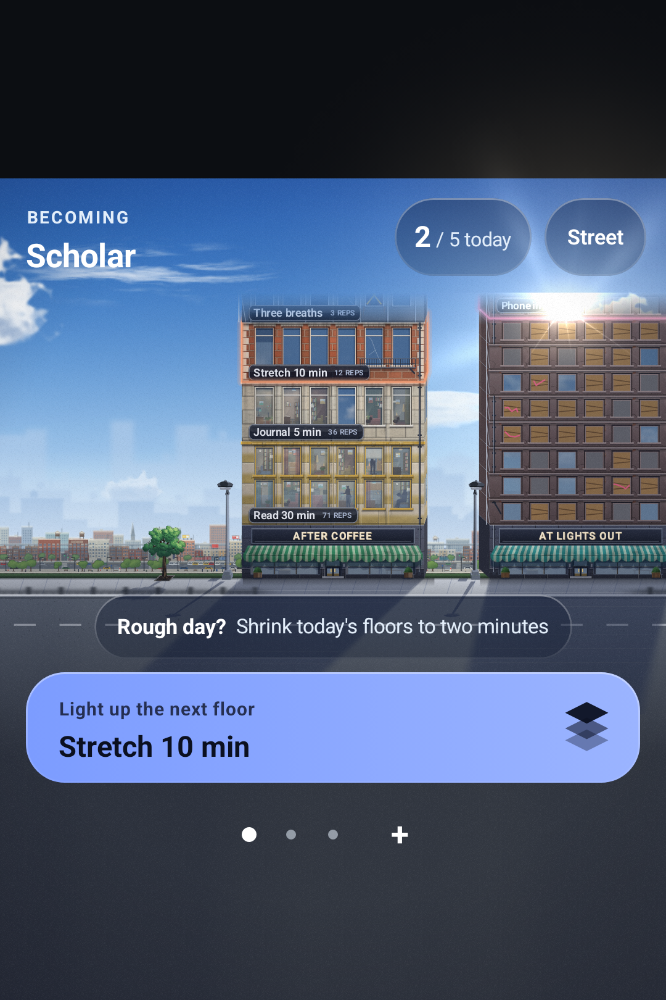 BECOMING
Scholar
2 / 5 today
Street
Three breaths 3 REPS
Phone
Stretch 10 min 12 REPS
Journal 5 min 36 REPS
Read 30 min 71 REPS
AFTER COFFEE
AT LIGHTS OUT
Rough day? Shrink today's floors to two minutes
Light up the next floor
Stretch 10 min
+